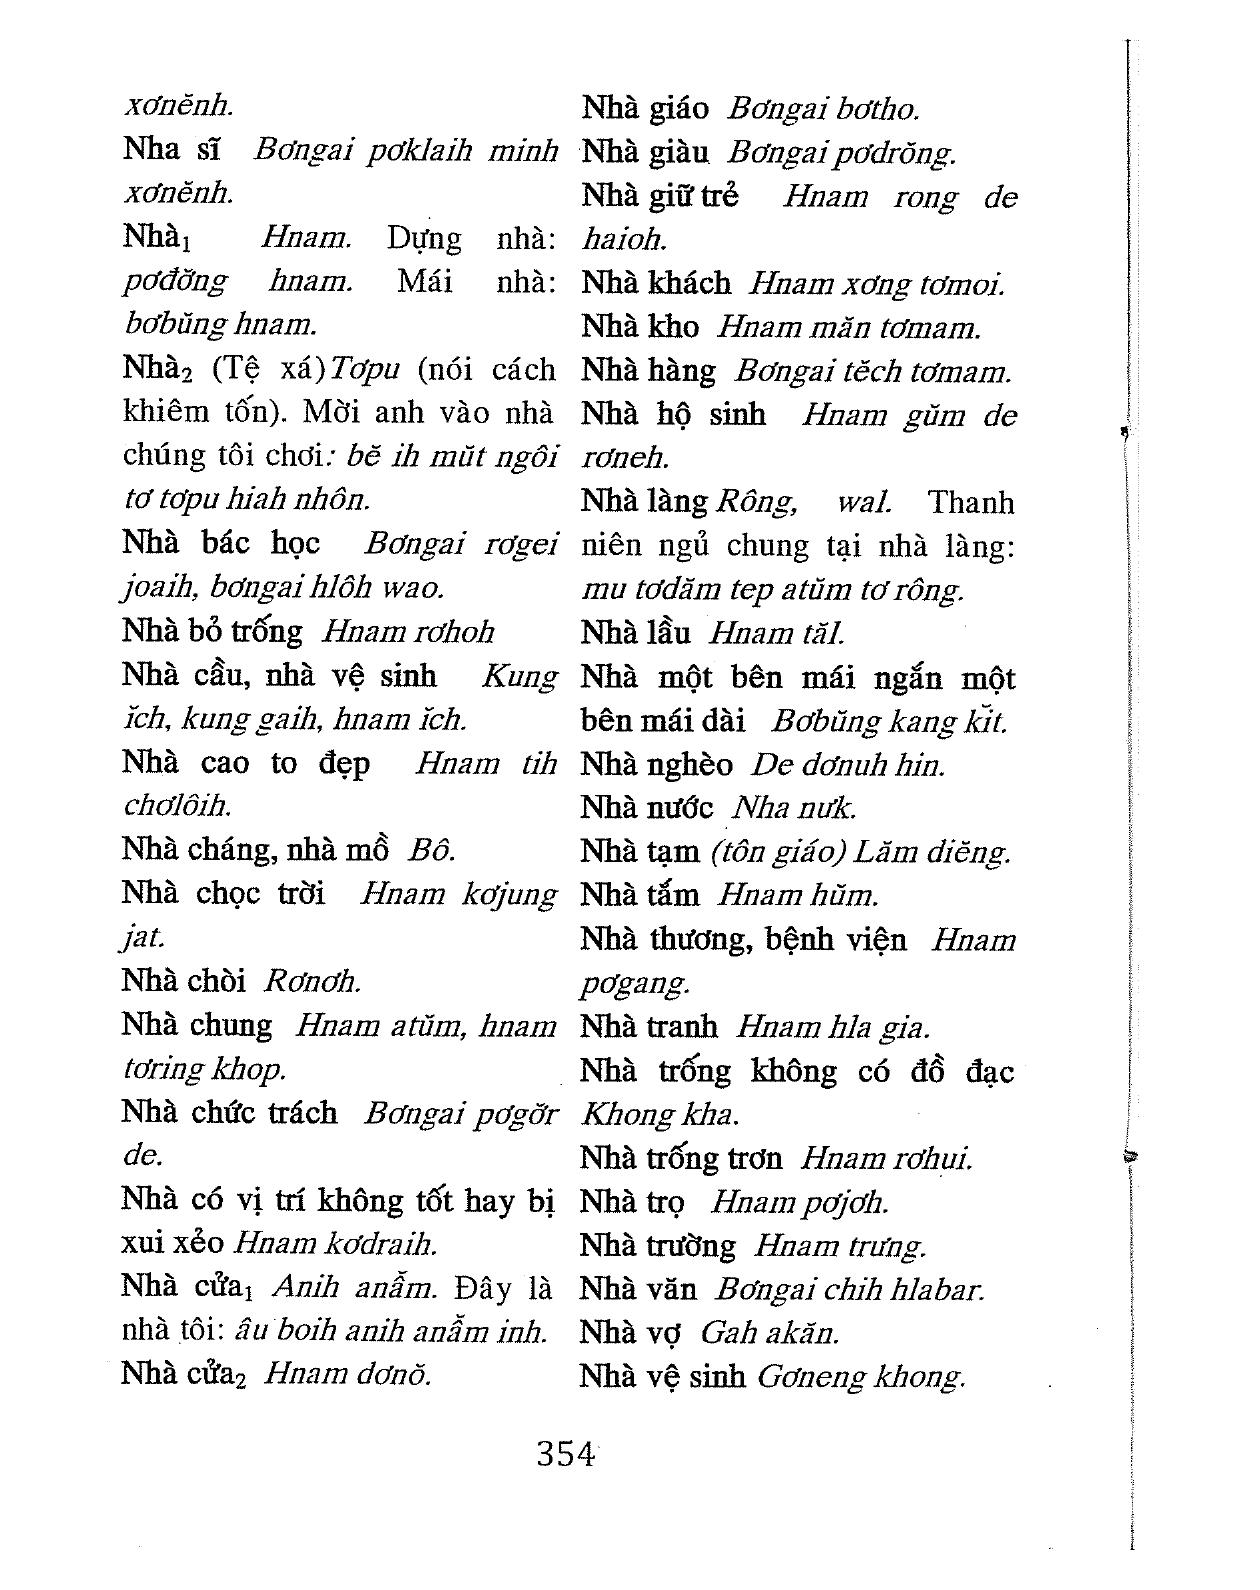 xơnĕnh.
Nha sĩ Bơngai pơklaih minh
xơnĕnh.
Nhà₁ Hnam. Dựng nhà:
pơđở̆ng hnam. Mái nhà:
bơbŭng hnam.
Nhà₂ (Tệ xá) Tơpu (nói cách
khiêm tốn). Mời anh vào nhà
chúng tôi chơi: bĕ ih mŭt ngôi
tơ tơpu hiah nhôn.
Nhà bác học Bơngai rơgei
joaih, bơngai hlôh wao.
Nhà bỏ trống Hnam rơhoh
Nhà cầu, nhà vệ sinh Kung
ĭch, kung gaih, hnam ĭch.
Nhà cao to đẹp Hnam tih
chơlôih.
Nhà cháng, nhà mồ Bô.
Nhà chọc trời Hnam kơjung
jat.
Nhà chòi Rơnơh.
Nhà chung Hnam atŭm, hnam
tơring khop.
Nhà chức trách Bơngai pơgơ̆r
de.
Nhà có vị trí không tốt hay bị
xui xẻo Hnam kơdraih.
Nhà cửa₁ Anih anẵm. Đây là
nhà tôi: âu boih anih anẵm inh.
Nhà cửa₂ Hnam dơnŏ.
Nhà giáo Bơngai bơtho.
Nhà giàu Bơngai pơdrŏng.
Nhà giữ trẻ Hnam rong de
haioh.
Nhà khách Hnam xơng tơmoi.
Nhà kho Hnam măn tơmam.
Nhà hàng Bơngai tĕch tơmam.
Nhà hộ sinh Hnam gŭm de
rơneh.
Nhà làng Rông, wal. Thanh
niên ngủ chung tại nhà làng:
mu tơdăm tep atŭm tơ rông.
Nhà lầu Hnam tăl.
Nhà một bên mái ngắn một
bên mái dài Bơbŭng kang kĭt.
Nhà nghèo De dơnuh hin.
Nhà nước Nha nưk.
Nhà tạm (tôn giáo) Lăm diĕng.
Nhà tắm Hnam hŭm.
Nhà thương, bệnh viện Hnam
pơgang.
Nhà tranh Hnam hla gia.
Nhà trống không có đồ đạc
Khong kha.
Nhà trống trơn Hnam rơhui.
Nhà trọ Hnam pơjơh.
Nhà trường Hnam trưng.
Nhà văn Bơngai chih hlabar.
Nhà vợ Gah akăn.
Nhà vệ sinh Gơneng khong.
354